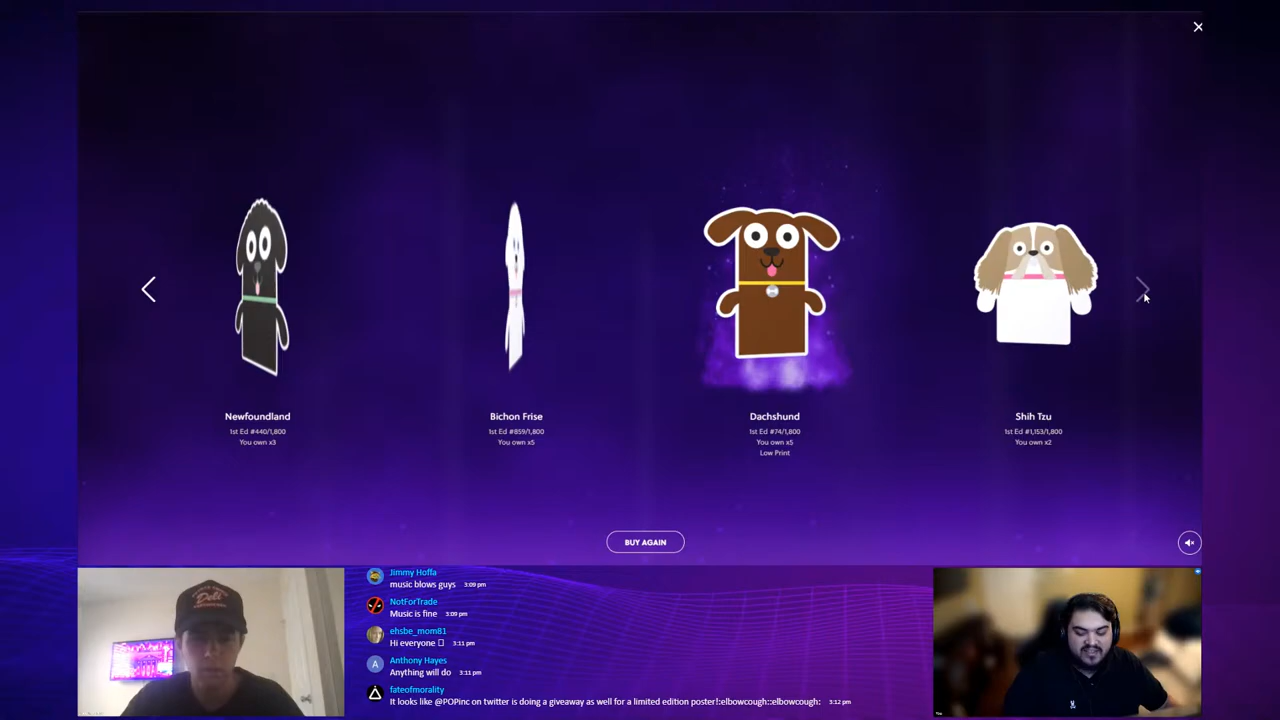 Newfoundland
1st Ed #440/1,800
You own x3
Bichon Frise
1st Ed #859/1,800
You own x5
Dachshund
1st Ed #74/1,800
You own x5
Low Print
Shih Tzu
1st Ed #1,153/1,800
You own x2
BUY AGAIN
Jimmy Hoffa
music blows guys 3:09 pm
NotForTrade
Music is fine 3:09 pm
ehsbe_mom81
Hi everyone 3:11 pm
A
Anthony Hayes
Anything will do 3:11 pm
fateofmorality
It looks like @POPinc on twitter is doing a giveaway as well for a limited edition poster!:elbowcough::elbowcough: 3:12 pm
Deli